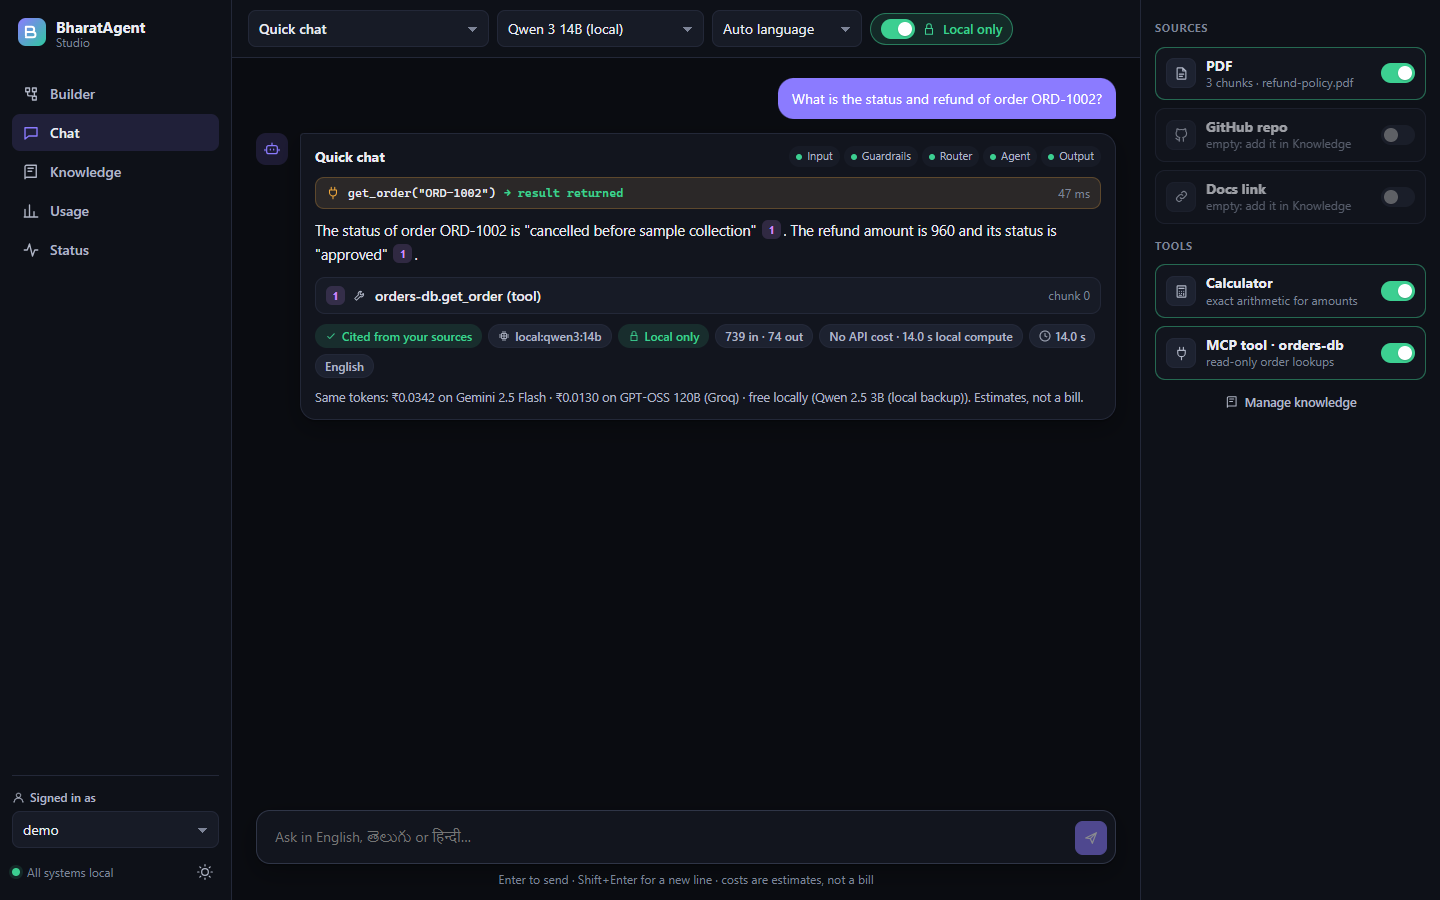 BharatAgent
Studio
Builder
Chat
Knowledge
Usage
Status
Signed in as
demo
All systems local
Quick chat
Qwen 3 14B (local)
Auto language
Local only
What is the status and refund of order ORD-1002?
Quick chat
Input
Guardrails
Router
Agent
Output
get_order("ORD-1002") → result returned
47 ms
The status of order ORD-1002 is "cancelled before sample collection" 1 . The refund amount is 960 and its status is
"approved" 1 .
1 orders-db.get_order (tool)
chunk 0
Cited from your sources
local:qwen3:14b
Local only
739 in · 74 out
No API cost · 14.0 s local compute
14.0 s
English
Same tokens: ₹0.0342 on Gemini 2.5 Flash · ₹0.0130 on GPT-OSS 120B (Groq) · free locally (Qwen 2.5 3B (local backup)). Estimates, not a bill.
Ask in English, తెలుగు or हिन्दी...
Enter to send · Shift+Enter for a new line · costs are estimates, not a bill
SOURCES
PDF
3 chunks · refund-policy.pdf
GitHub repo
empty: add it in Knowledge
Docs link
empty: add it in Knowledge
TOOLS
Calculator
exact arithmetic for amounts
MCP tool · orders-db
read-only order lookups
Manage knowledge